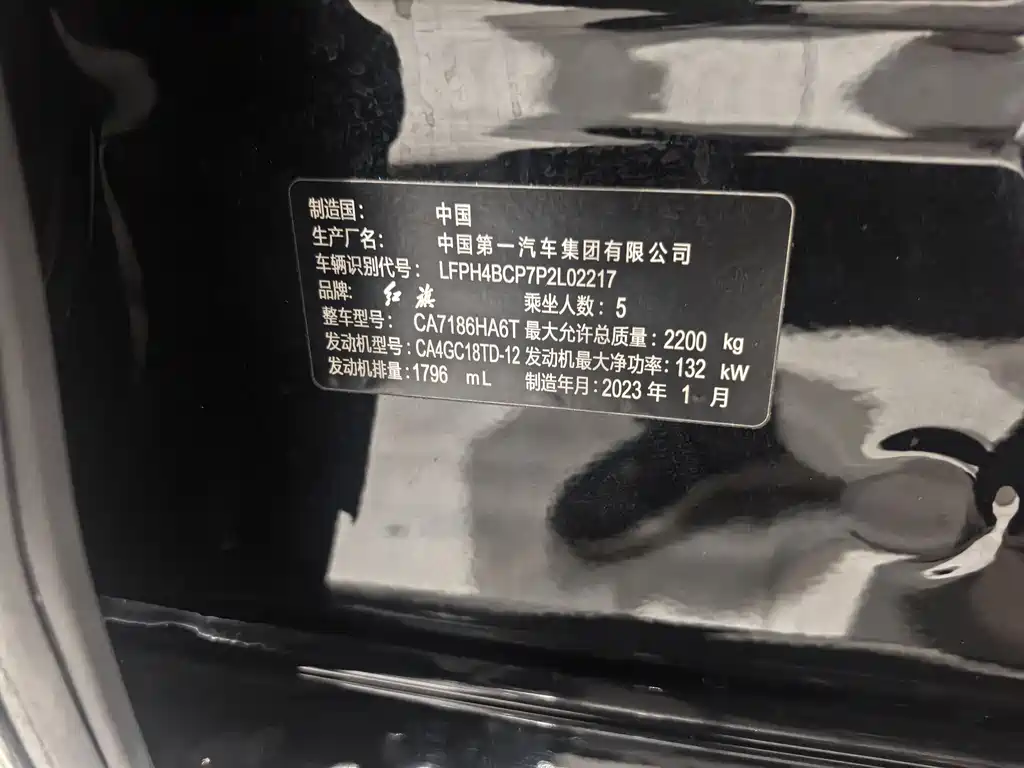 制造国： 中国
生产厂名： 中国第一汽车集团有限公司
车辆识别代号： LFPH4BCP7P2L02217
品牌： 红旗 乘坐人数：5
整车型号： CA7186HA6T 最大允许总质量：2200 kg
发动机型号：CA4GC18TD-12 发动机最大净功率：132 kW
发动机排量：1796 mL 制造年月：2023 年 1 月